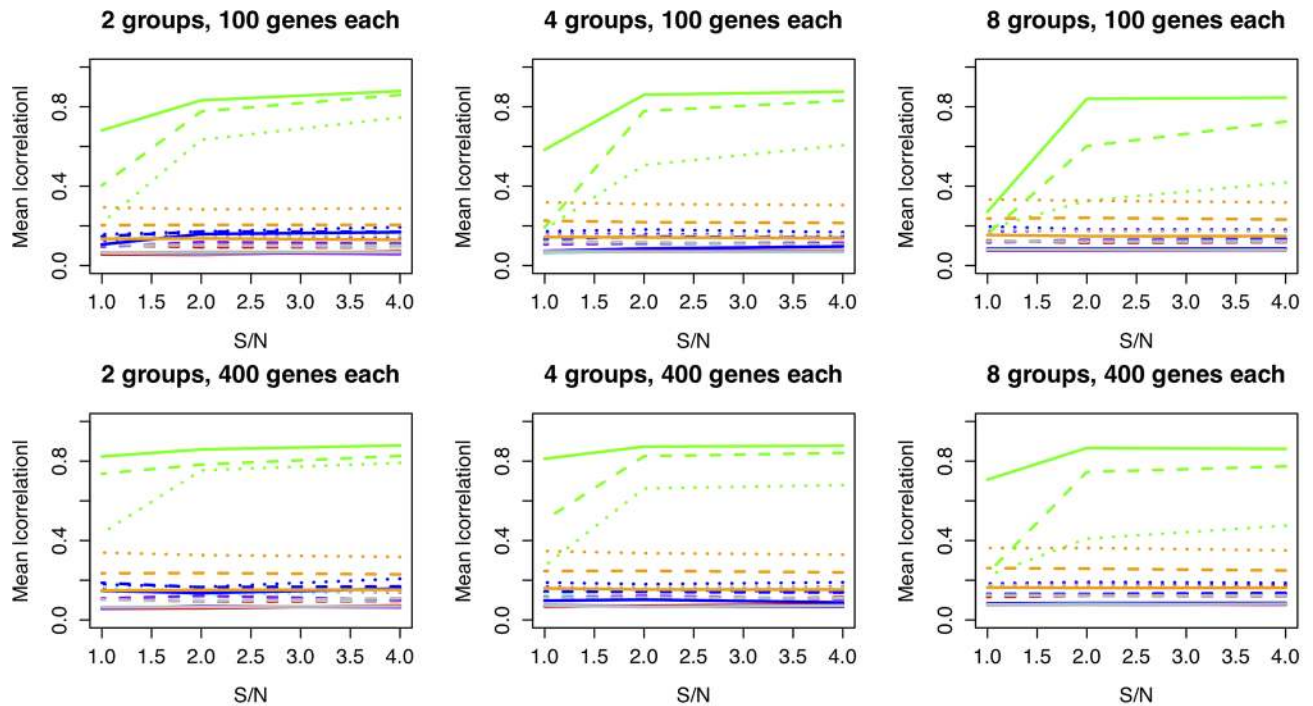 2 groups, 100 genes each
4 groups, 100 genes each
8 groups, 100 genes each
Mean |correlation|
0.0 0.4 0.8
1.0 1.5 2.0 2.5 3.0 3.5 4.0
S/N
Mean |correlation|
0.0 0.4 0.8
1.0 1.5 2.0 2.5 3.0 3.5 4.0
S/N
Mean |correlation|
0.0 0.4 0.8
1.0 1.5 2.0 2.5 3.0 3.5 4.0
S/N
2 groups, 400 genes each
4 groups, 400 genes each
8 groups, 400 genes each
Mean |correlation|
0.0 0.4 0.8
1.0 1.5 2.0 2.5 3.0 3.5 4.0
S/N
Mean |correlation|
0.0 0.4 0.8
1.0 1.5 2.0 2.5 3.0 3.5 4.0
S/N
Mean |correlation|
0.0 0.4 0.8
1.0 1.5 2.0 2.5 3.0 3.5 4.0
S/N